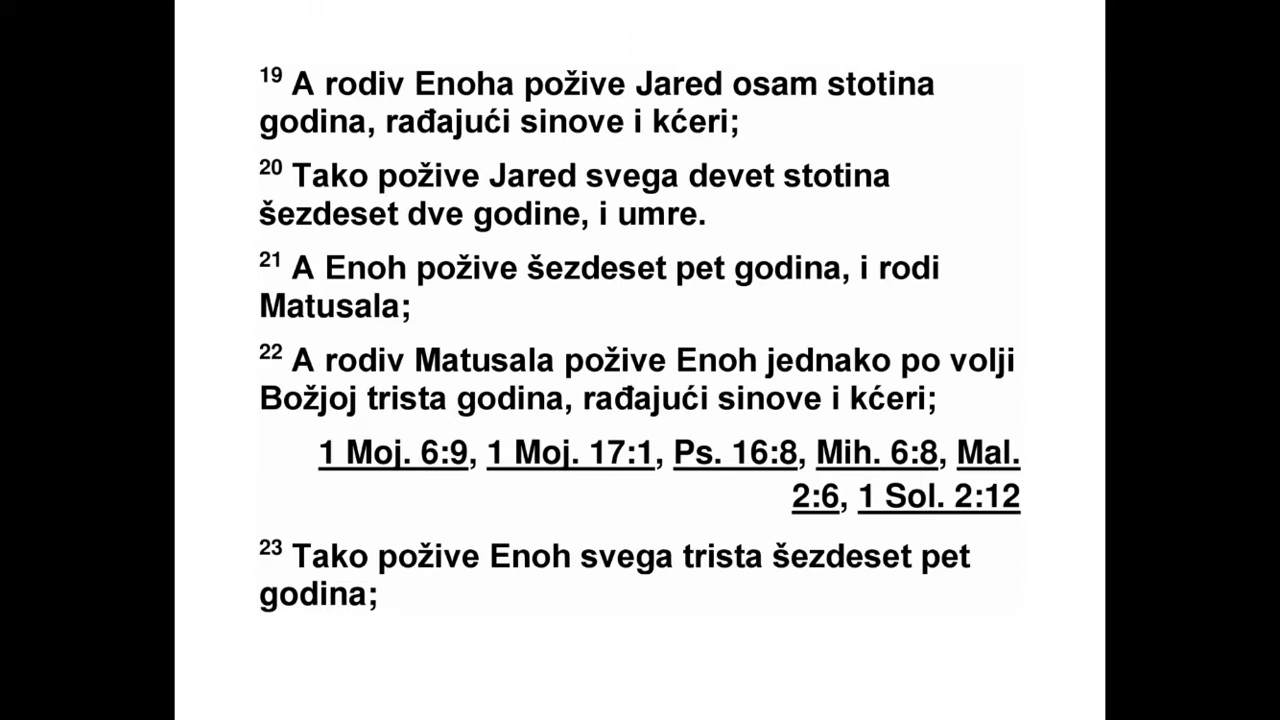 19 A rodiv Enoha požive Jared osam stotina
godina, rađajući sinove i kćeri;
20 Tako požive Jared svega devet stotina
šezdeset dve godine, i umre.
21 A Enoh požive šezdeset pet godina, i rodi
Matusala;
22 A rodiv Matusala požive Enoh jednako po volji
Božjoj trista godina, rađajući sinove i kćeri;
1 Moj. 6:9, 1 Moj. 17:1, Ps. 16:8, Mih. 6:8, Mal.
2:6, 1 Sol. 2:12
23 Tako požive Enoh svega trista šezdeset pet
godina;